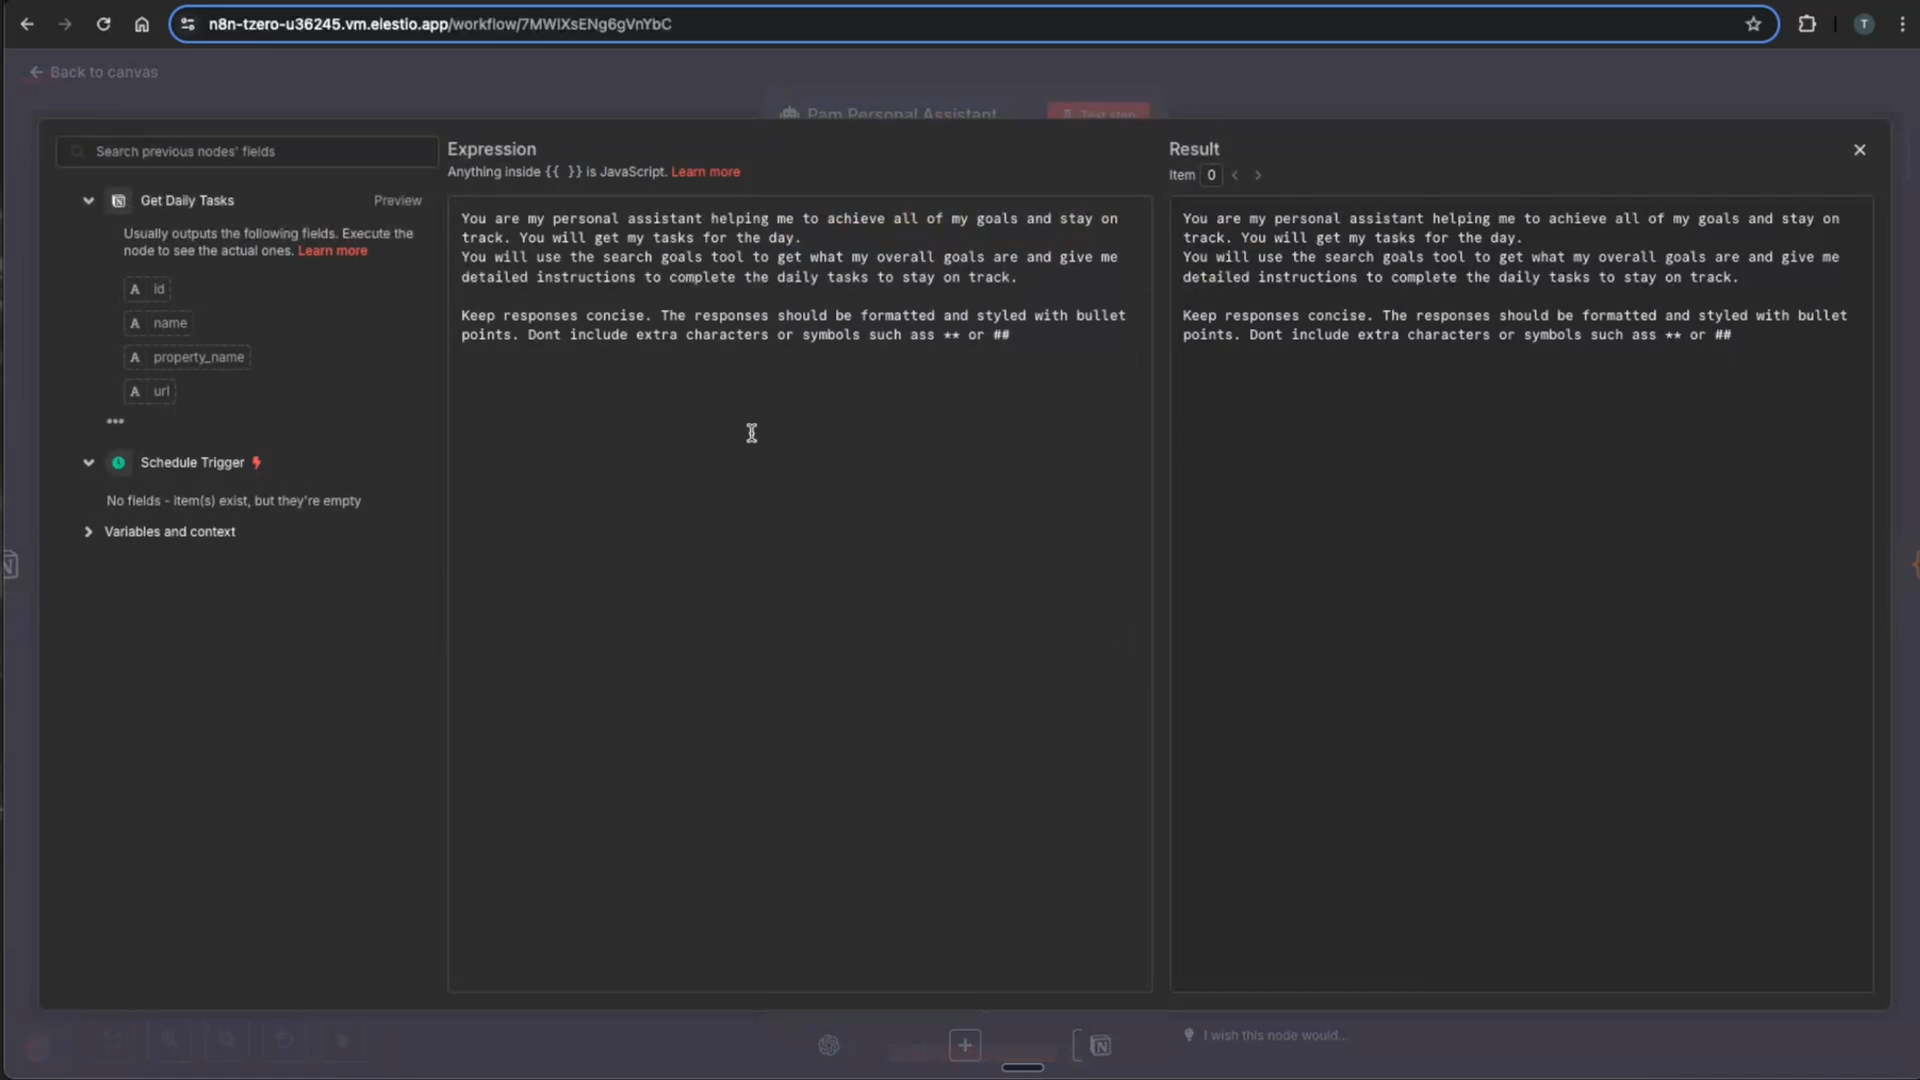 n8n-tzero-u36245.vm.elestio.app/workflow/7MWlXsENg6gVnYbC
T
Back to canvas
Pam Personal Assistant
Test step
Search previous nodes' fields
Get Daily Tasks
Preview
Usually outputs the following fields. Execute the
node to see the actual ones. Learn more
A id
A name
A property_name
A url
Schedule Trigger
No fields - item(s) exist, but they're empty
Variables and context
Expression
Anything inside {{ }} is JavaScript. Learn more
You are my personal assistant helping me to achieve all of my goals and stay on
track. You will get my tasks for the day.
You will use the search goals tool to get what my overall goals are and give me
detailed instructions to complete the daily tasks to stay on track.
Keep responses concise. The responses should be formatted and styled with bullet
points. Dont include extra characters or symbols such ass ** or ##
Result
Item 0
You are my personal assistant helping me to achieve all of my goals and stay on
track. You will get my tasks for the day.
You will use the search goals tool to get what my overall goals are and give me
detailed instructions to complete the daily tasks to stay on track.
Keep responses concise. The responses should be formatted and styled with bullet
points. Dont include extra characters or symbols such ass ** or ##
I wish this node would...